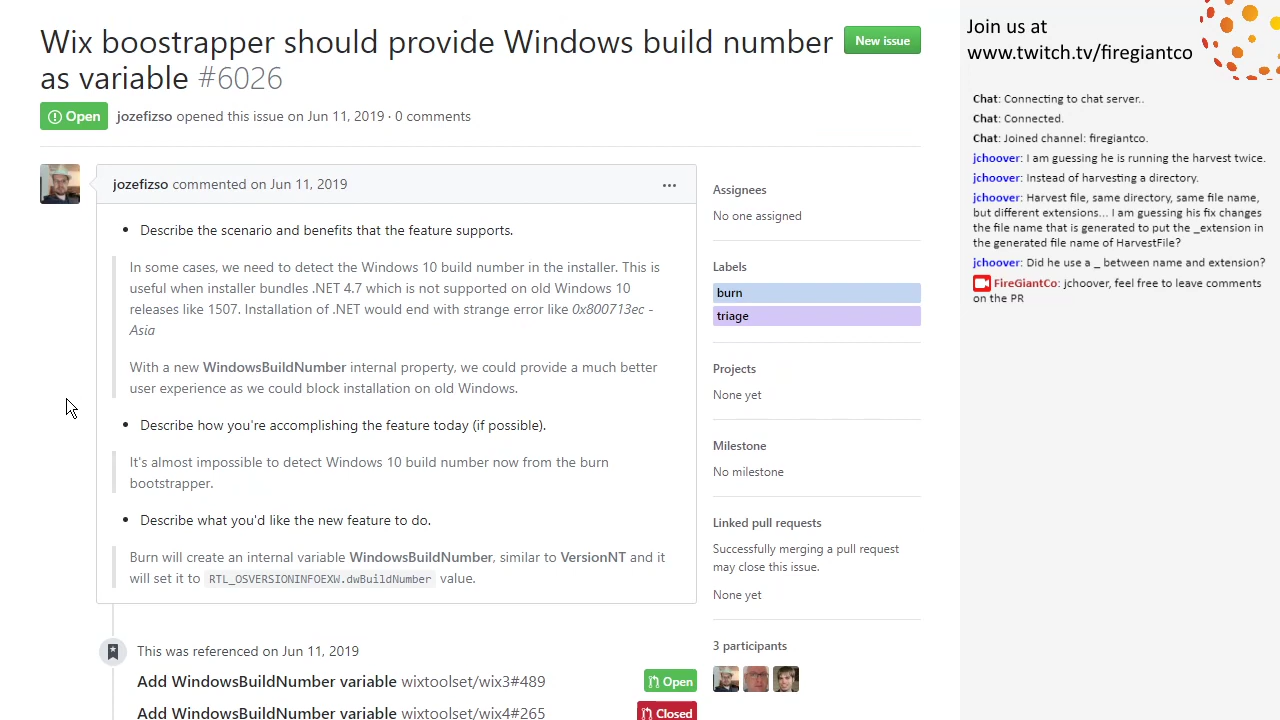 Wix boostrapper should provide Windows build number
as variable #6026
New issue
Open
jozefizso opened this issue on Jun 11, 2019 · 0 comments
jozefizso commented on Jun 11, 2019
...
• Describe the scenario and benefits that the feature supports.
In some cases, we need to detect the Windows 10 build number in the installer. This is
useful when installer bundles .NET 4.7 which is not supported on old Windows 10
releases like 1507. Installation of .NET would end with strange error like 0x800713ec -
Asia
With a new WindowsBuildNumber internal property, we could provide a much better
user experience as we could block installation on old Windows.
• Describe how you're accomplishing the feature today (if possible).
It's almost impossible to detect Windows 10 build number now from the burn
bootstrapper.
• Describe what you'd like the new feature to do.
Burn will create an internal variable WindowsBuildNumber, similar to VersionNT and it
will set it to RTL_OSVERSIONINFOEXW.dwBuildNumber value.
This was referenced on Jun 11, 2019
Add WindowsBuildNumber variable wixtoolset/wix3#489
Open
Add WindowsBuildNumber variable wixtoolset/wix4#265
Closed
Assignees
No one assigned
Labels
burn
triage
Projects
None yet
Milestone
No milestone
Linked pull requests
Successfully merging a pull request
may close this issue.
None yet
3 participants
Join us at
www.twitch.tv/firegiantco
Chat: Connecting to chat server..
Chat: Connected.
Chat: Joined channel: firegiantco.
jchoover: I am guessing he is running the harvest twice.
jchoover: Instead of harvesting a directory.
jchoover: Harvest file, same directory, same file name,
but different extensions... I am guessing his fix changes
the file name that is generated to put the _extension in
the generated file name of HarvestFile?
jchoover: Did he use a _ between name and extension?
FireGiantCo: jchoover, feel free to leave comments
on the PR